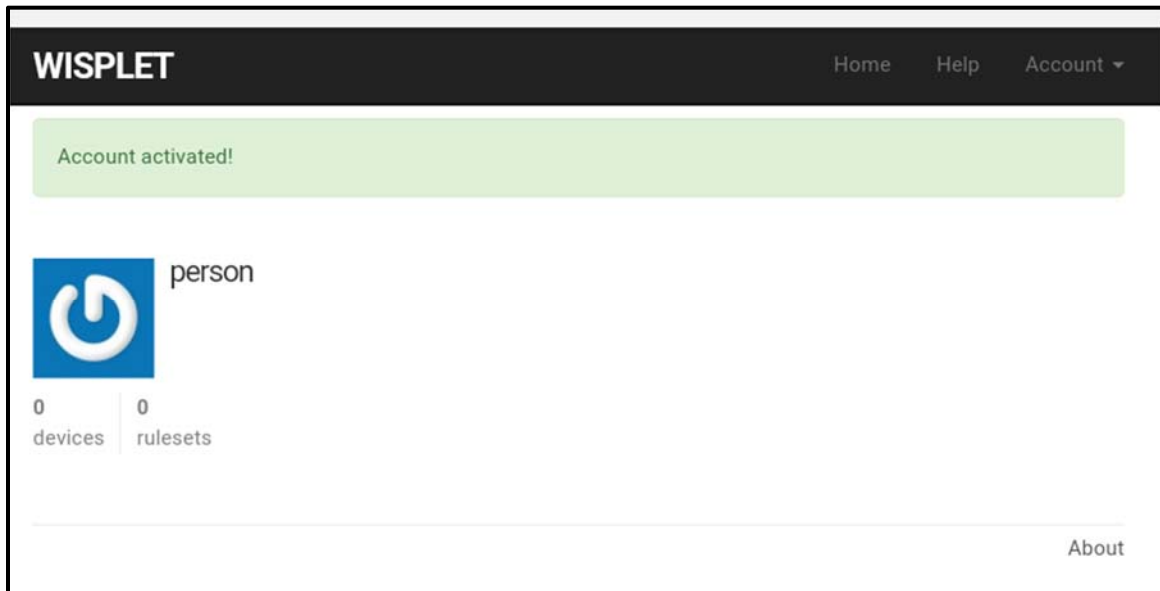 WISPLET
Home Help Account
Account activated!
person
0 0
devices rulesets
About